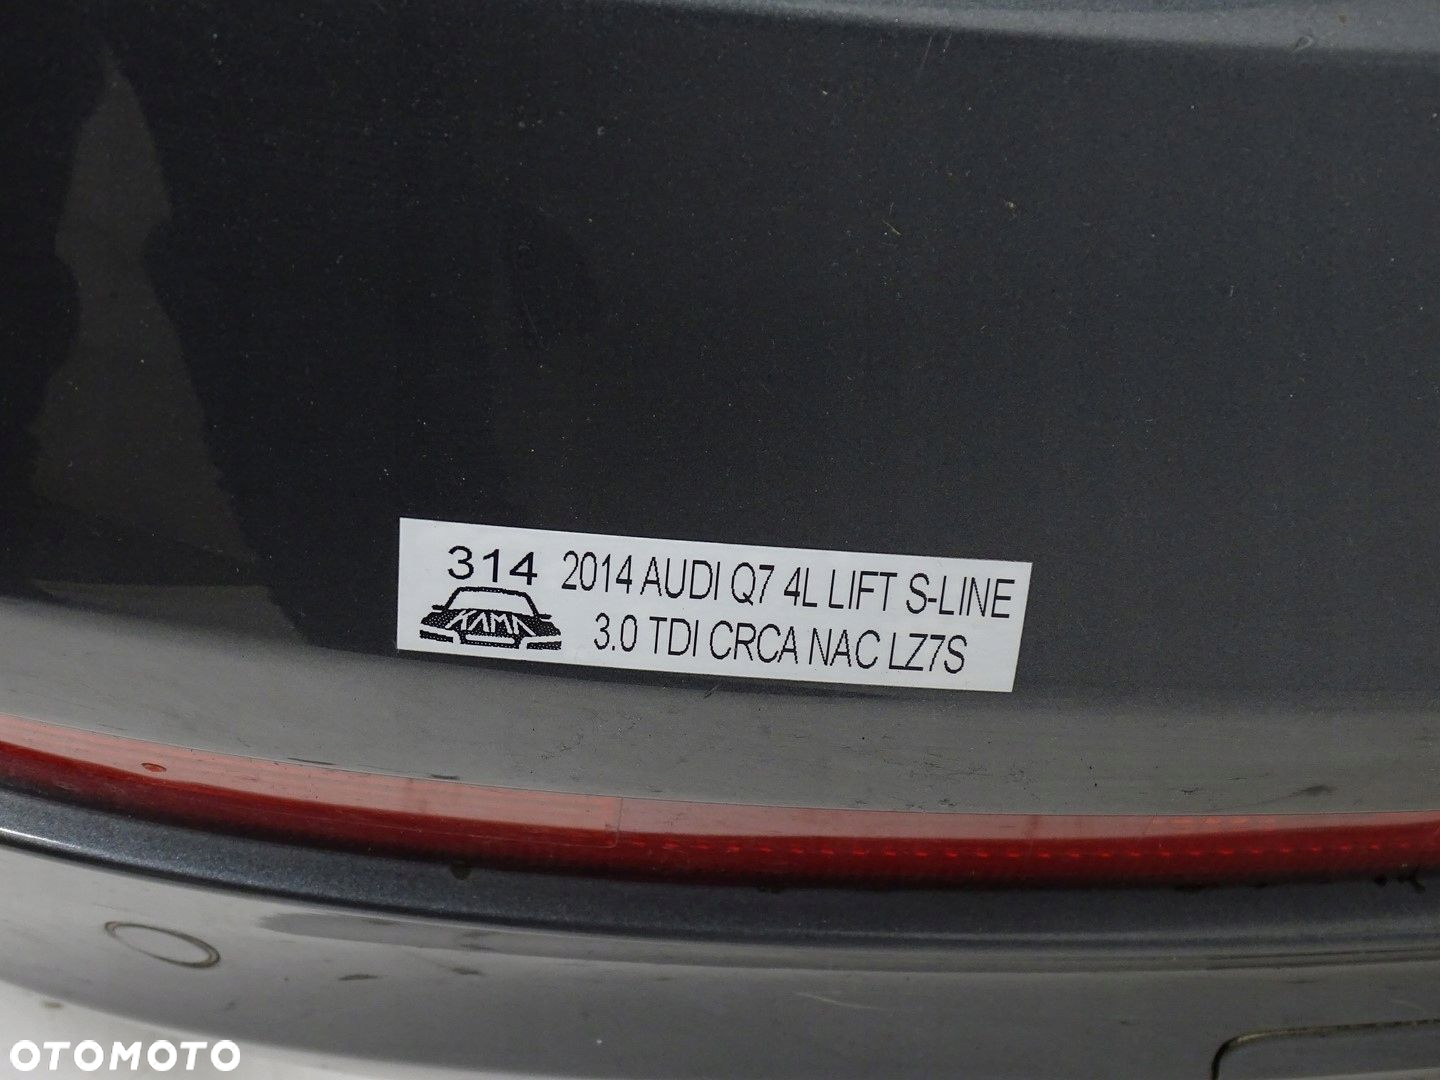 314 2014 AUDI Q7 4L LIFT S-LINE
KAMA 3.0 TDI CRCA NAC LZ7S
OTOMOTO